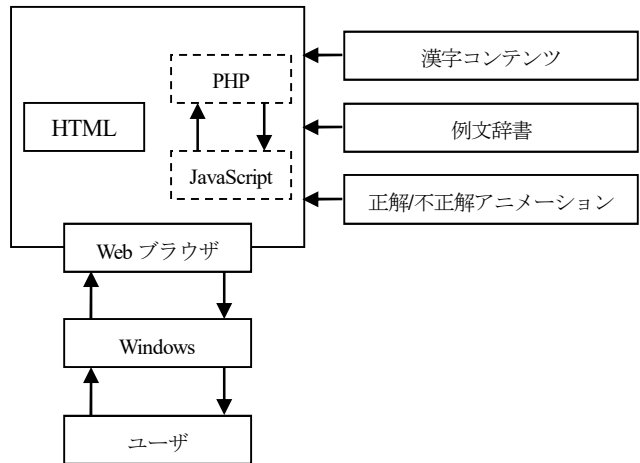 PHP
漢字コンテンツ
HTML
例文辞書
JavaScript
正解/不正解アニメーション
Web ブラウザ
Windows
ユーザ